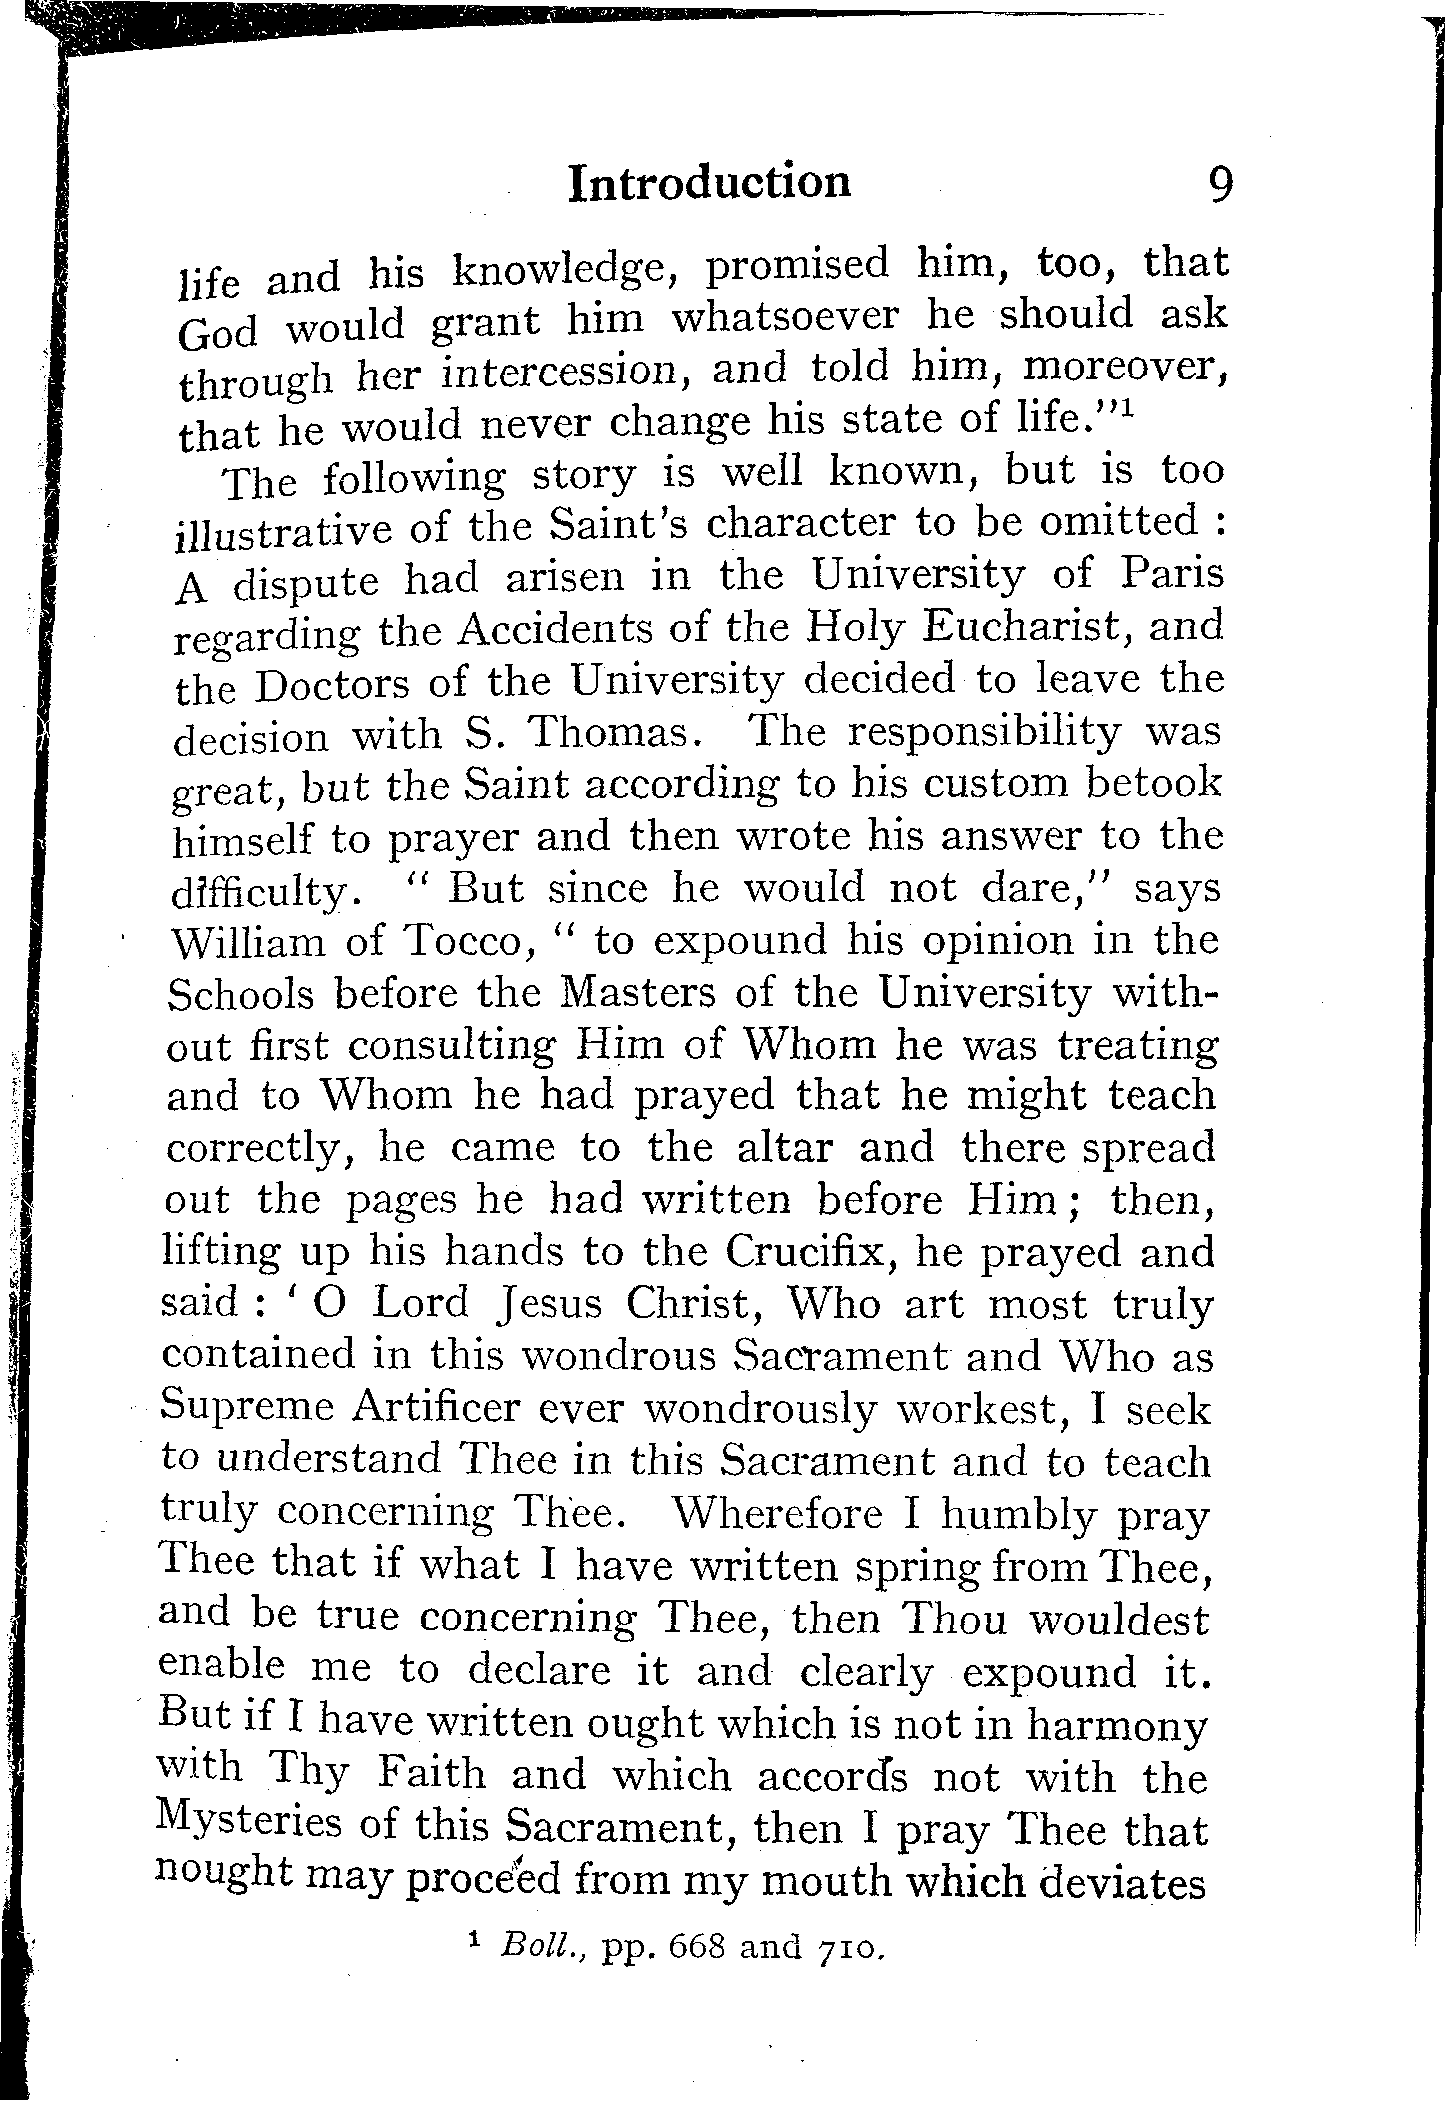 Introduction 9
life and his knowledge, promised him, too, that
God would grant him whatsoever he should ask
through her intercession, and told him, moreover,
that he would never change his state of life."¹
The following story is well known, but is too
illustrative of the Saint's character to be omitted :
A dispute had arisen in the University of Paris
regarding the Accidents of the Holy Eucharist, and
the Doctors of the University decided to leave the
decision with S. Thomas. The responsibility was
great, but the Saint according to his custom betook
himself to prayer and then wrote his answer to the
difficulty. " But since he would not dare," says
William of Tocco, " to expound his opinion in the
Schools before the Masters of the University with-
out first consulting Him of Whom he was treating
and to Whom he had prayed that he might teach
correctly, he came to the altar and there spread
out the pages he had written before Him ; then,
lifting up his hands to the Crucifix, he prayed and
said : ' O Lord Jesus Christ, Who art most truly
contained in this wondrous Sacrament and Who as
Supreme Artificer ever wondrously workest, I seek
to understand Thee in this Sacrament and to teach
truly concerning Thee. Wherefore I humbly pray
Thee that if what I have written spring from Thee,
and be true concerning Thee, then Thou wouldest
enable me to declare it and clearly expound it.
But if I have written ought which is not in harmony
with Thy Faith and which accords not with the
Mysteries of this Sacrament, then I pray Thee that
nought may proceed from my mouth which deviates
¹ Boll., pp. 668 and 710.